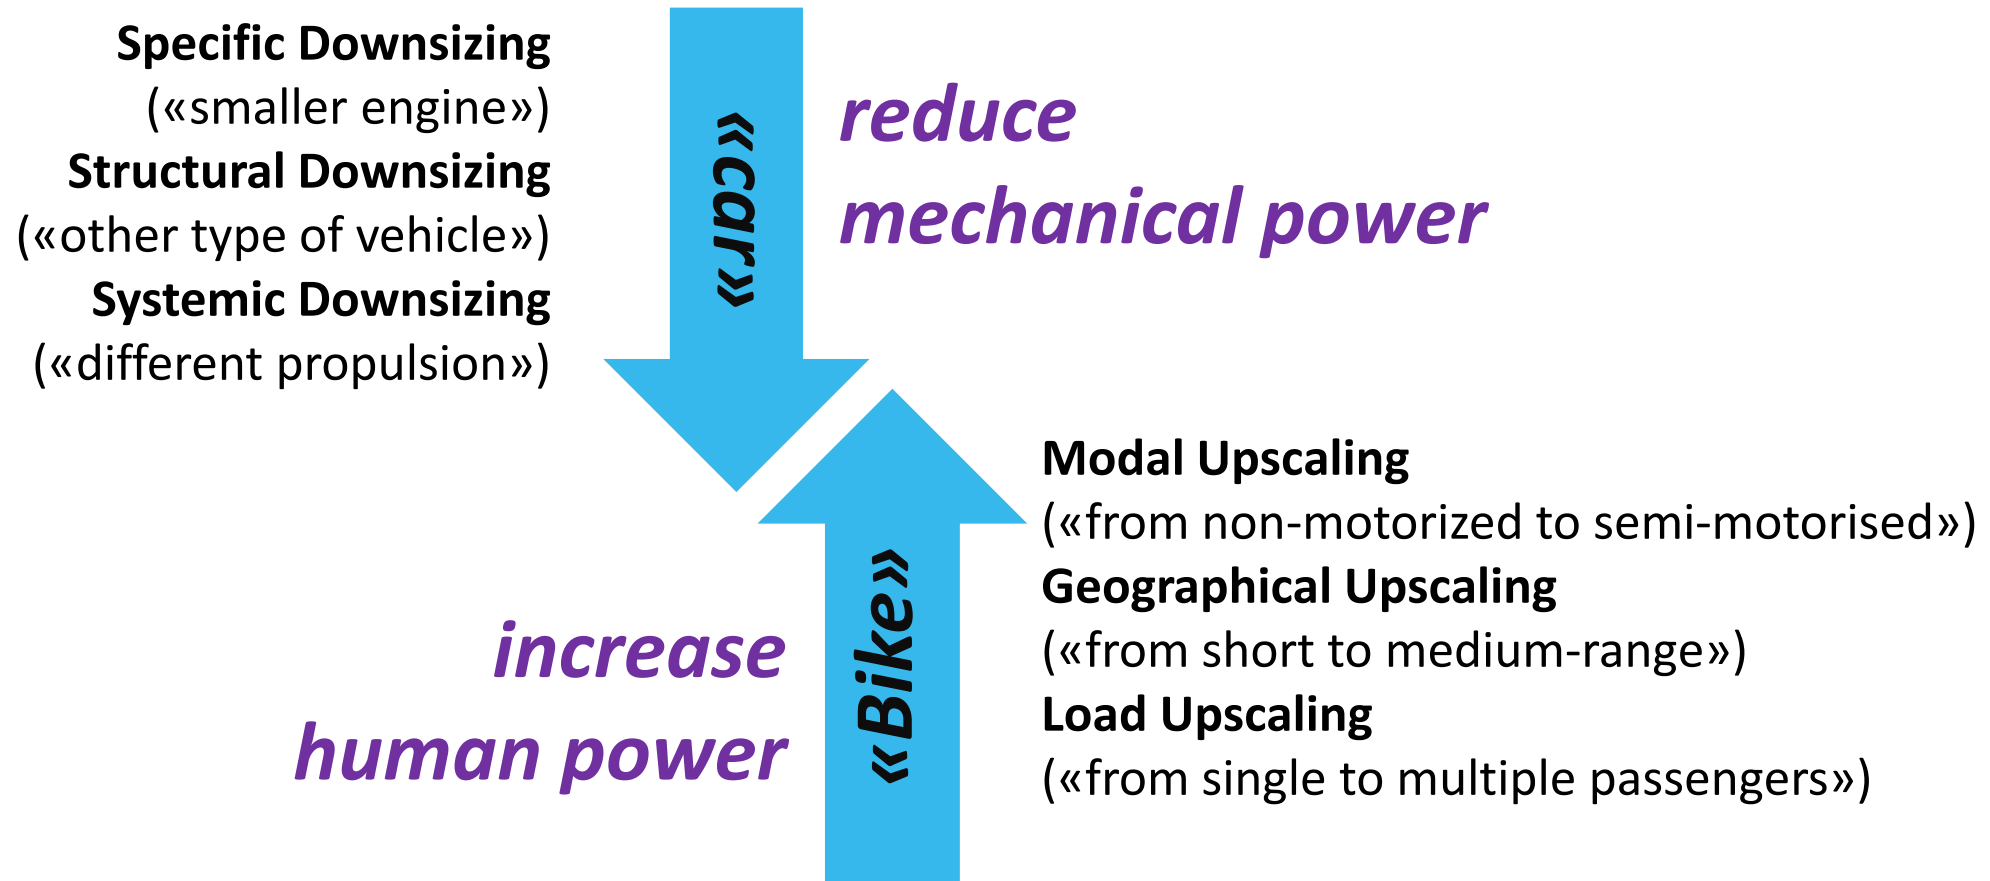 Specific Downsizing
(«smaller engine»)
Structural Downsizing
(«other type of vehicle»)
Systemic Downsizing
(«different propulsion»)
«car»
reduce
mechanical power
increase
human power
«Bike»
Modal Upscaling
(«from non-motorized to semi-motorised»)
Geographical Upscaling
(«from short to medium-range»)
Load Upscaling
(«from single to multiple passengers»)